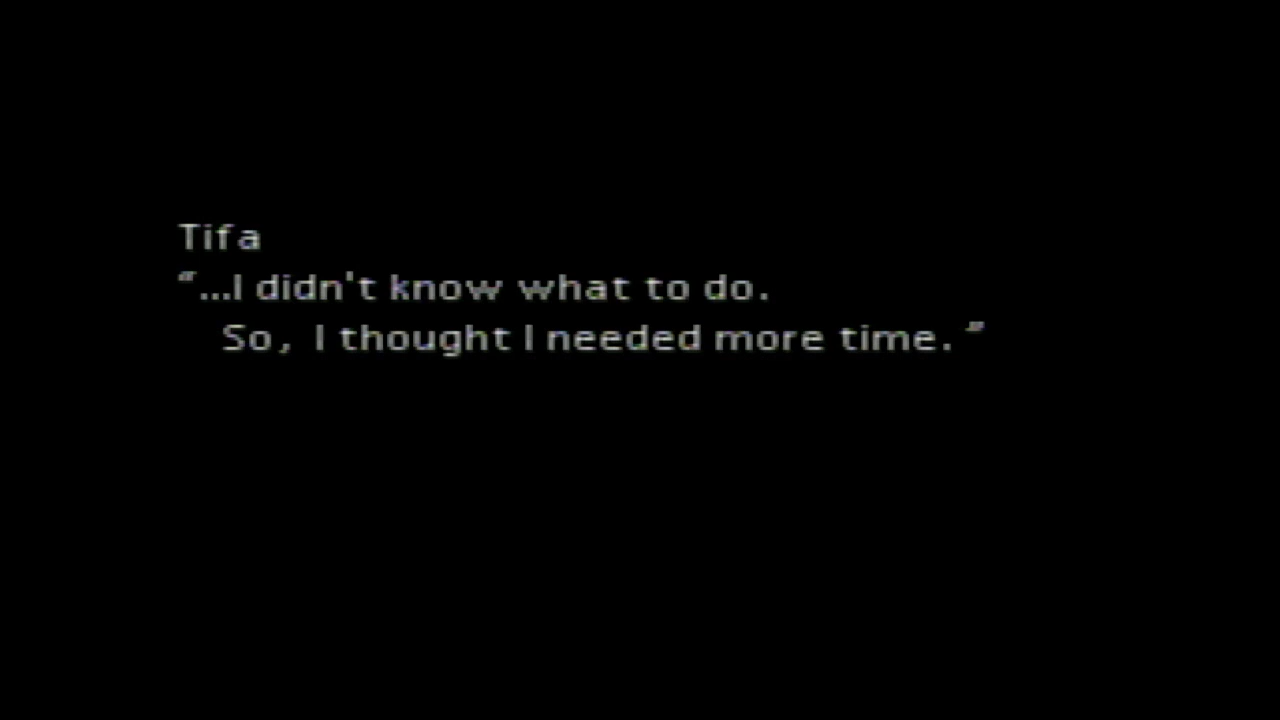 Tifa
“...I didn't know what to do.
So, I thought I needed more time.”